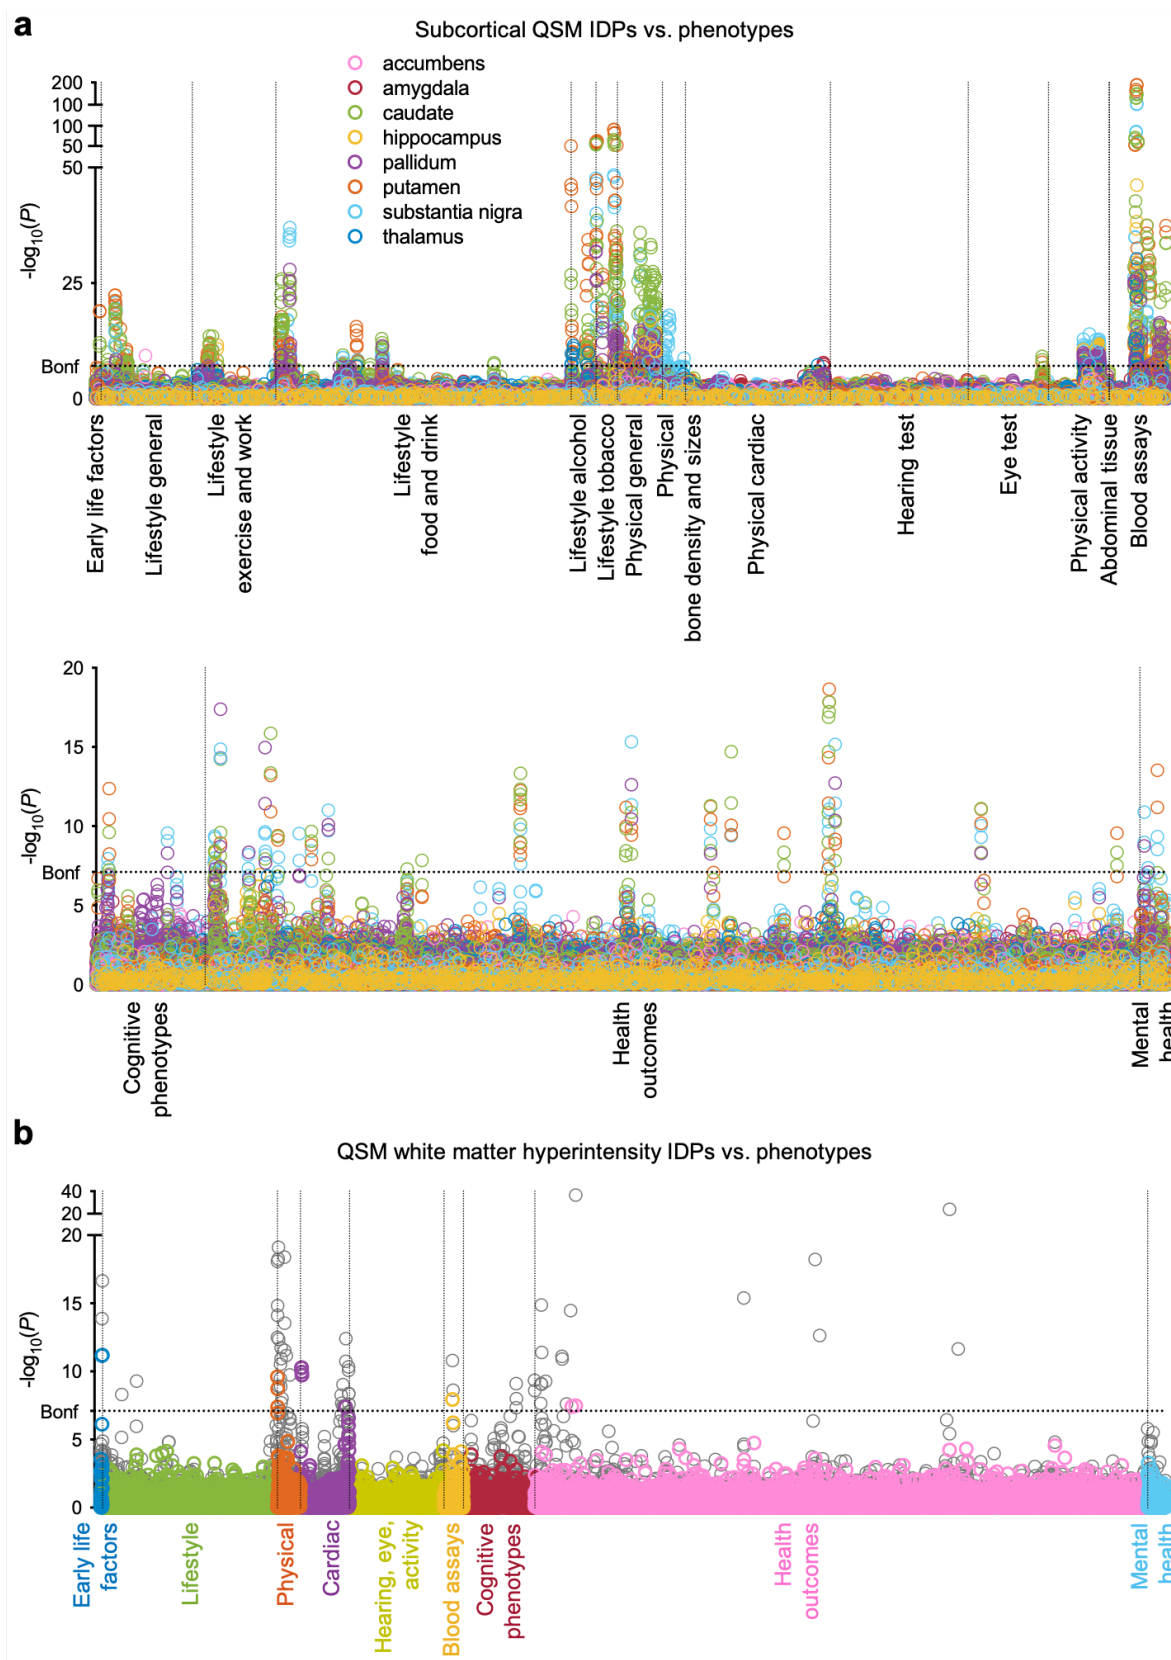 a
Subcortical QSM IDPs vs. phenotypes
accumbens
amygdala
caudate
hippocampus
pallidum
putamen
substantia nigra
thalamus
200
100
100
50
50
25
Bonf
0
-log10(P)
Early life factors
Lifestyle general
Lifestyle
exercise and work
Lifestyle
food and drink
Lifestyle alcohol
Lifestyle tobacco
Physical general
Physical
bone density and sizes
Physical cardiac
Hearing test
Eye test
Physical activity
Abdominal tissue
Blood assays
20
15
10
Bonf
5
0
-log10(P)
Cognitive
phenotypes
Health
outcomes
Mental
health
b
QSM white matter hyperintensity IDPs vs. phenotypes
40
20
20
15
10
Bonf
5
0
-log10(P)
Early life
factors
Lifestyle
Physical
Cardiac
Hearing, eye,
activity
Blood assays
Cognitive
phenotypes
Health
outcomes
Mental
health